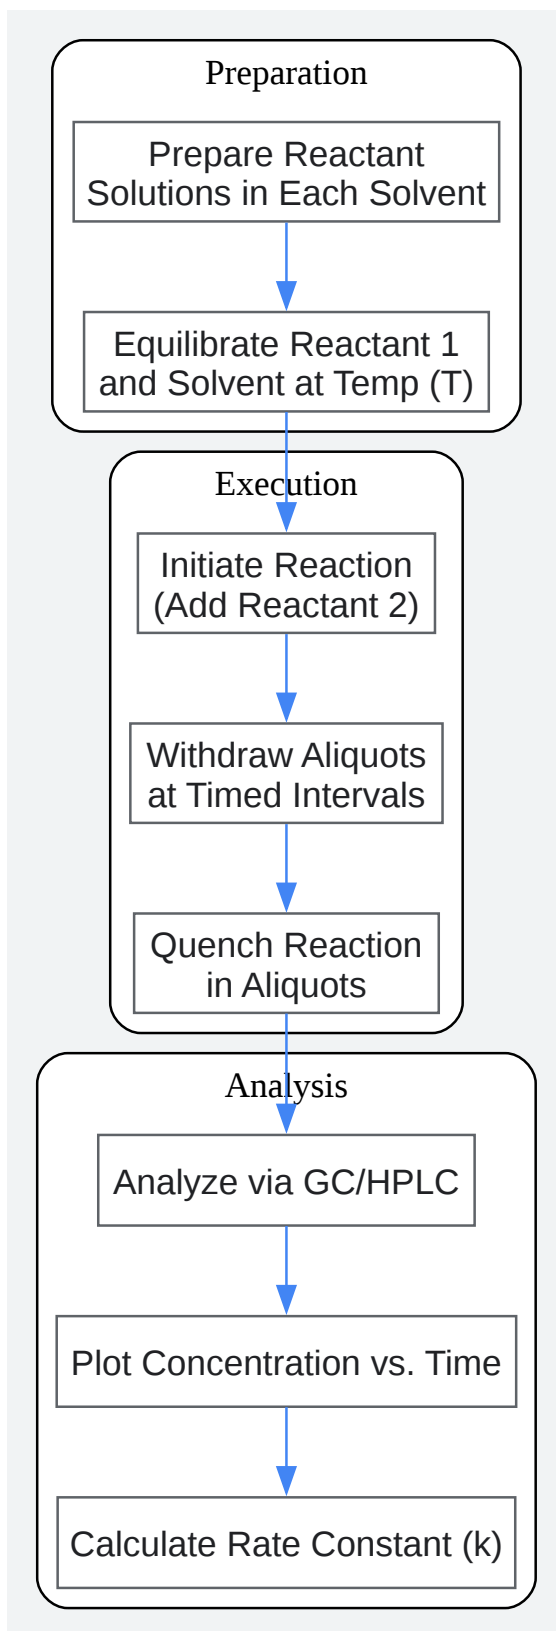 Preparation
Prepare Reactant
Solutions in Each Solvent
Equilibrate Reactant 1
and Solvent at Temp (T)
Execution
Initiate Reaction
(Add Reactant 2)
Withdraw Aliquots
at Timed Intervals
Quench Reaction
in Aliquots
Analysis
Analyze via GC/HPLC
Plot Concentration vs. Time
Calculate Rate Constant (k)